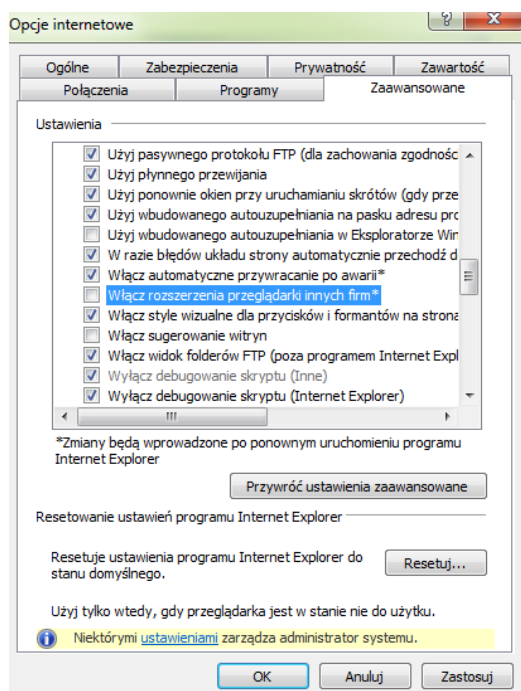 Opcje internetowe
Ogólne Zabezpieczenia Prywatność Zawartość
Połączenia Programy Zaawansowane
Ustawienia
Użyj pasywnego protokołu FTP (dla zachowania zgodnośc
Użyj płynnego przewijania
Użyj ponownie okien przy uruchamianiu skrótów (gdy prze
Użyj wbudowanego autouzupełniania na pasku adresu prc
Użyj wbudowanego autouzupełniania w Eksploratorze Win
W razie błędów układu strony automatycznie przechodź d
Włącz automatyczne przywracanie po awarii*
Włącz rozszerzenia przeglądarki innych firm*
Włącz style wizualne dla przycisków i formantów na strona
Włącz sugerowanie witryn
Włącz widok folderów FTP (poza programem Internet Expl
Wyłącz debugowanie skryptu (Inne)
Wyłącz debugowanie skryptu (Internet Explorer)
*Zmiany będą wprowadzone po ponownym uruchomieniu programu
Internet Explorer
Przywróć ustawienia zaawansowane
Resetowanie ustawień programu Internet Explorer
Resetuje ustawienia programu Internet Explorer do
stanu domyślnego.
Resetuj...
Użyj tylko wtedy, gdy przeglądarka jest w stanie nie do użytku.
Niektórymi ustawieniami zarządza administrator systemu.
OK Anuluj Zastosuj